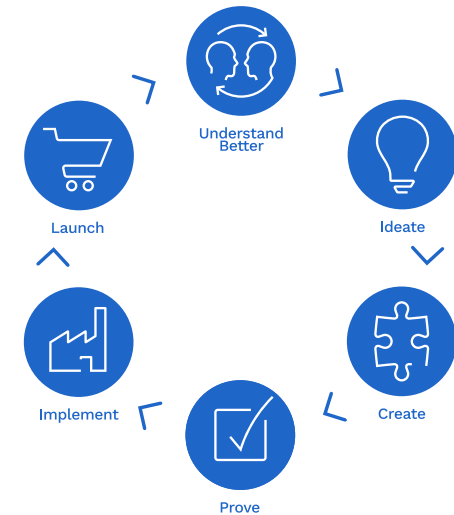 Understand
Better
Ideate
Create
Prove
Implement
Launch